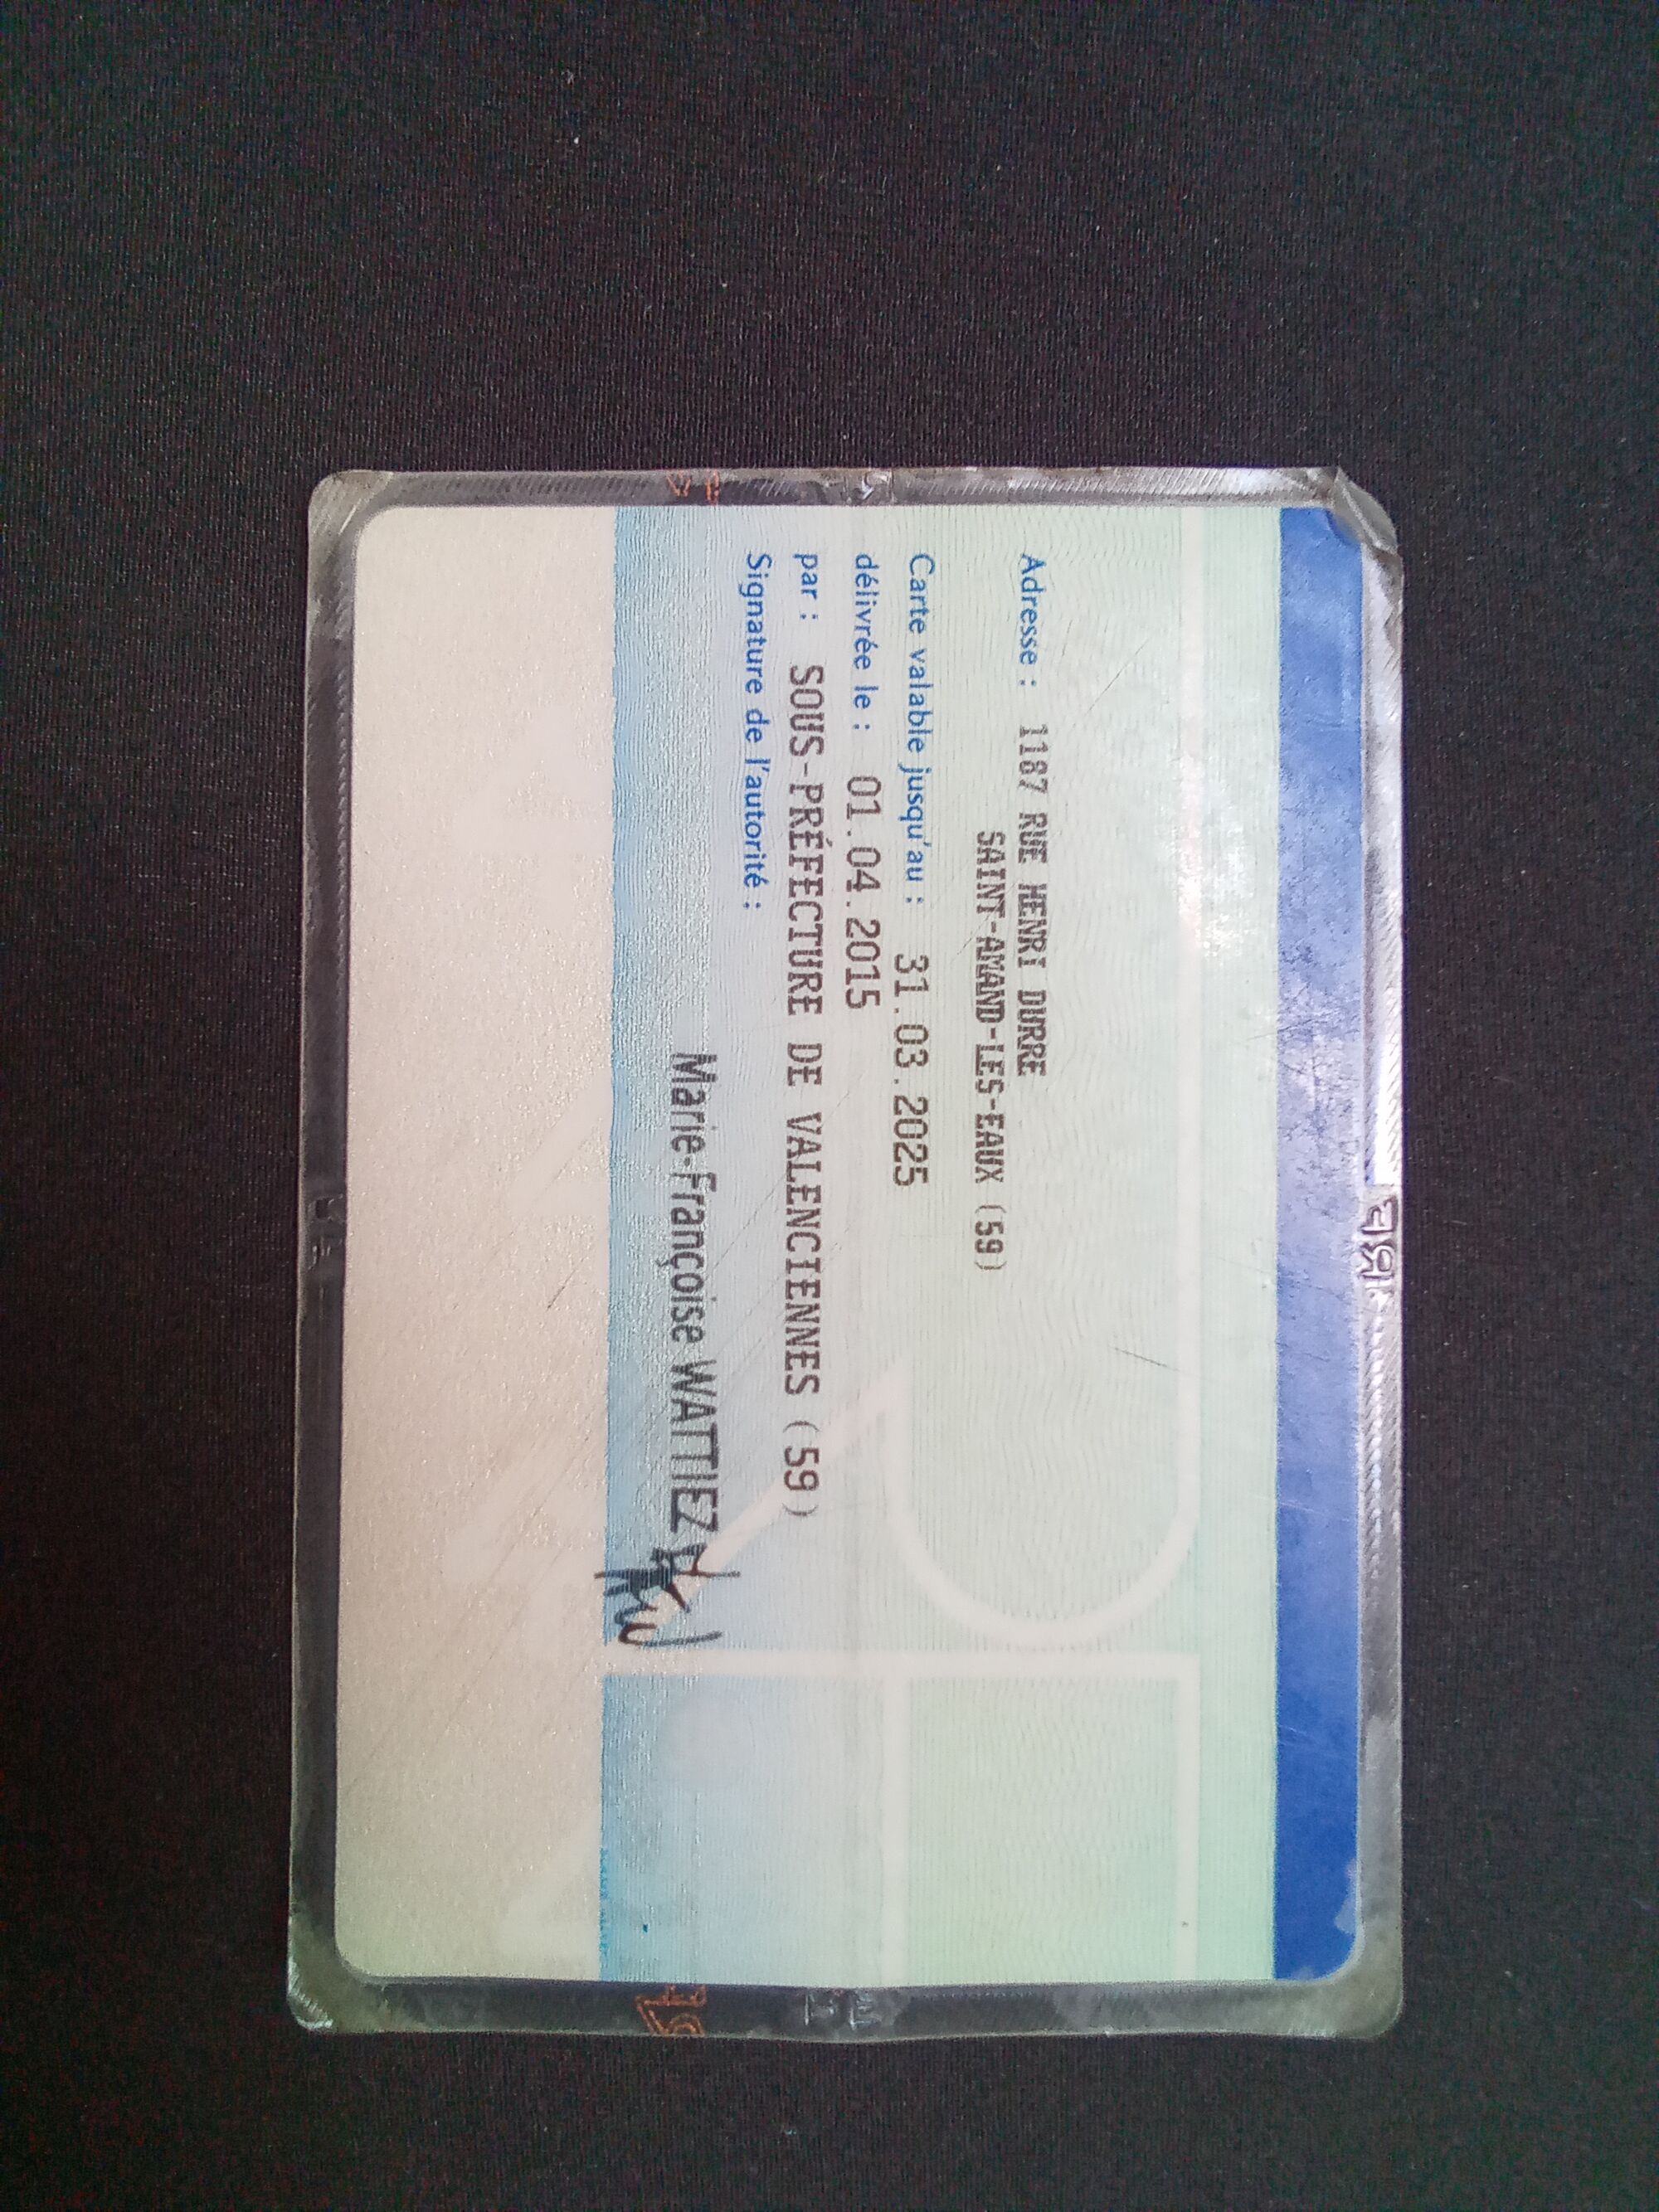 Adresse : 1187 RUE HENRI DURRE
SAINT-AMAND-LES-EAUX (59)
Carte valable jusqu'au : 31.03.2025
délivrée le : 01.04.2015
par : SOUS-PRÉFECTURE DE VALENCIENNES (59)
Signature de l'autorité :
Marie-Françoise WATTIEZ